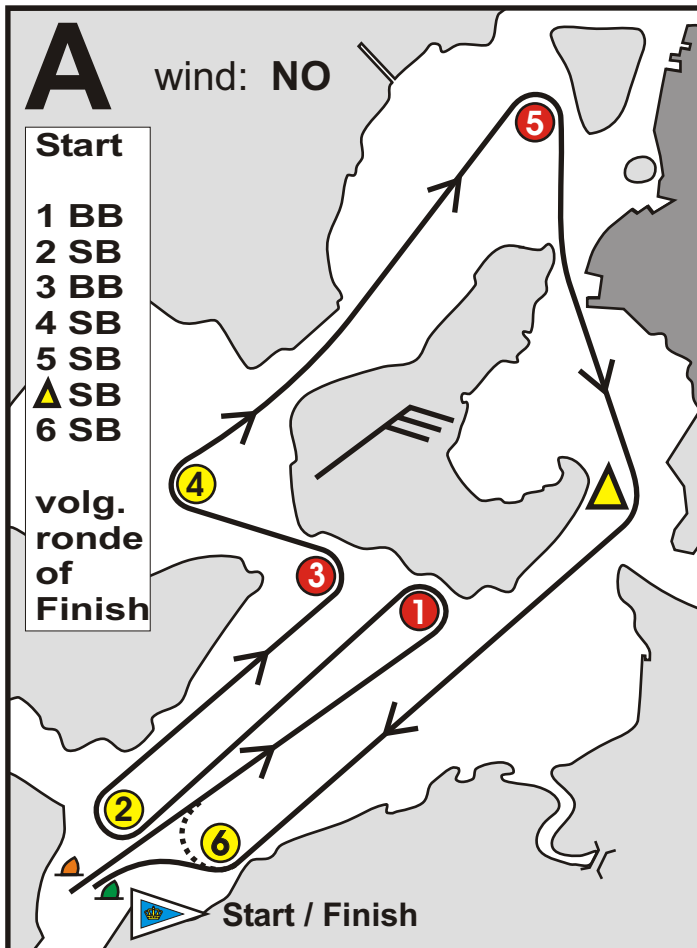 A
wind: NO
Start
1 BB
2 SB
3 BB
4 SB
5 SB
SB
6 SB
volg.
ronde
of
Finish
5
4
3
1
2
6
Start / Finish